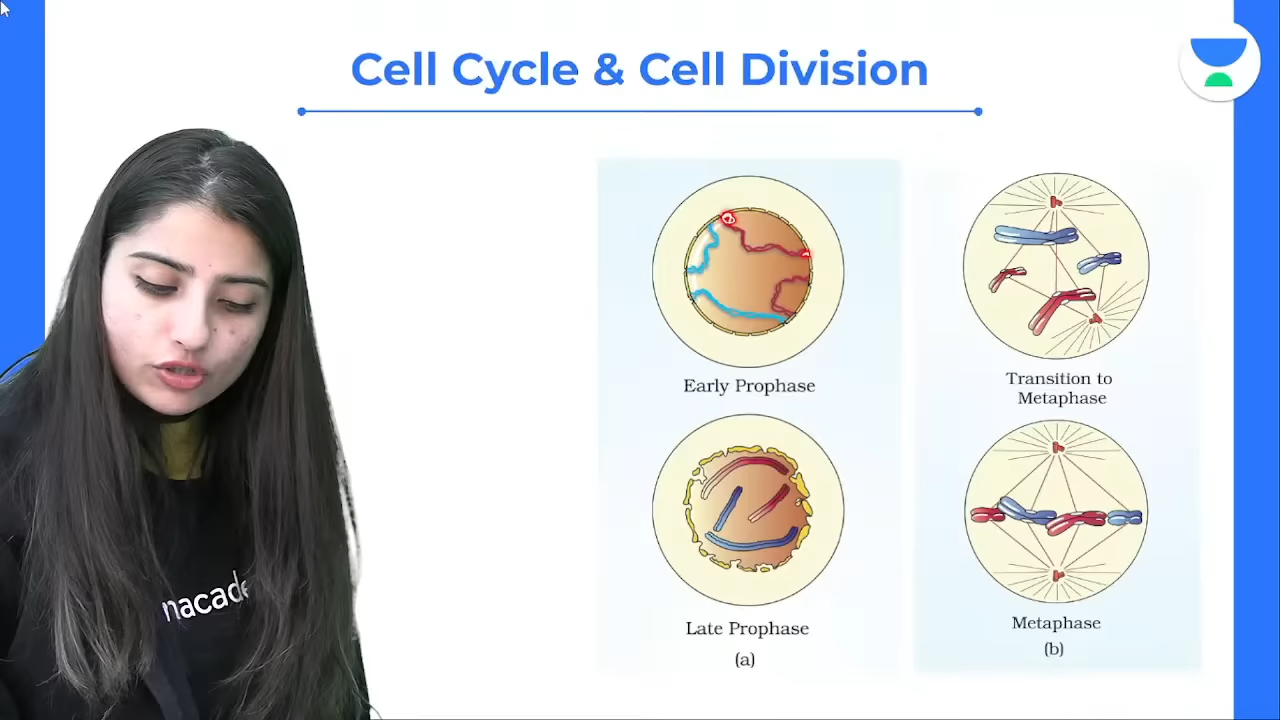 Cell Cycle & Cell Division
nacade
Early Prophase
Transition to
Metaphase
Late Prophase
(a)
Metaphase
(b)